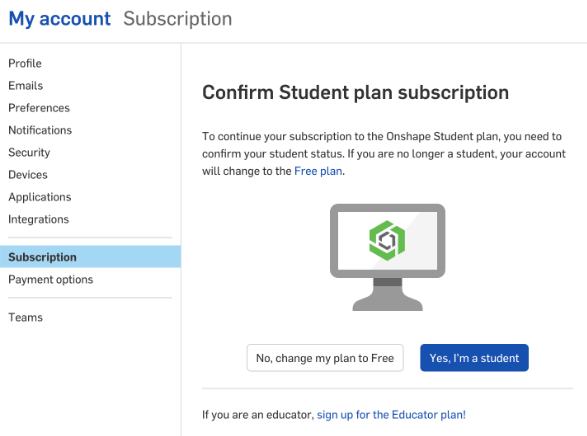 My account Subscription
Profile
Emails
Preferences
Notifications
Security
Devices
Applications
Integrations
Subscription
Payment options
Teams
Confirm Student plan subscription
To continue your subscription to the Onshape Student plan, you need to
confirm your student status. If you are no longer a student, your account
will change to the Free plan.
No, change my plan to Free
Yes, I'm a student
If you are an educator, sign up for the Educator plan!